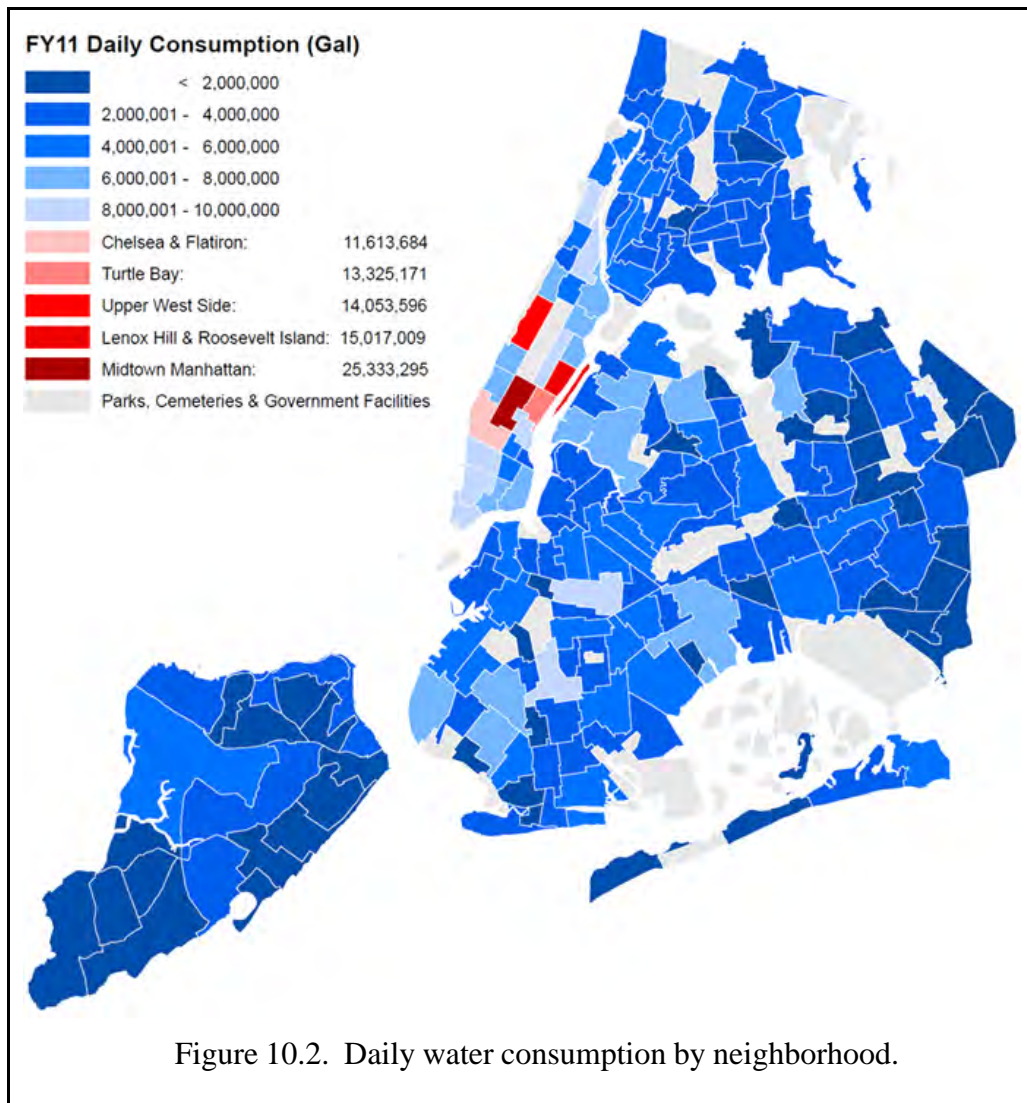 FY11 Daily Consumption (Gal)
< 2,000,000
2,000,001 - 4,000,000
4,000,001 - 6,000,000
6,000,001 - 8,000,000
8,000,001 - 10,000,000
Chelsea & Flatiron: 11,613,684
Turtle Bay: 13,325,171
Upper West Side: 14,053,596
Lenox Hill & Roosevelt Island: 15,017,009
Midtown Manhattan: 25,333,295
Parks, Cemeteries & Government Facilities
Figure 10.2. Daily water consumption by neighborhood.